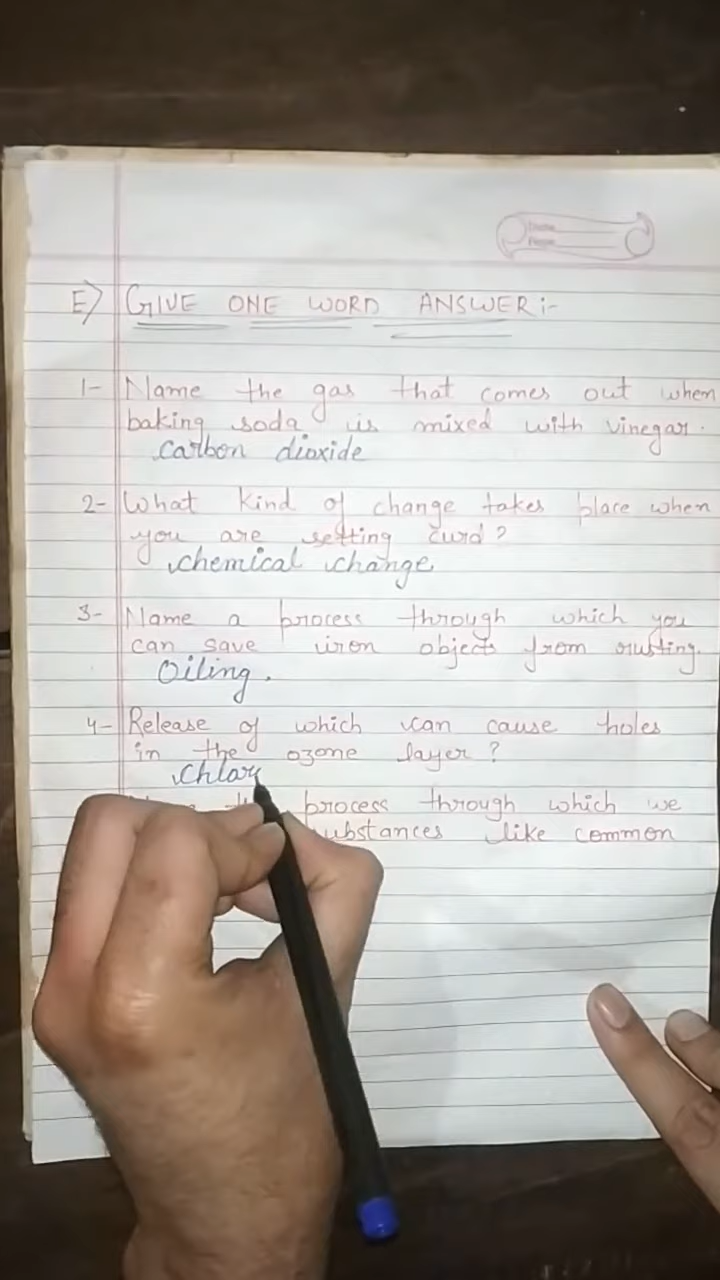 E) GIVE ONE WORD ANSWER :-
1- Name the gas that comes out when
baking soda is mixed with vinegar.
carbon dioxide
2- What kind of change takes place when
you are setting curd?
chemical change
3- Name a process through which you
can save iron objects from rusting.
Oiling.
4- Release of which can cause holes
in the ozone layer?
Chlor
process through which we
substances like common